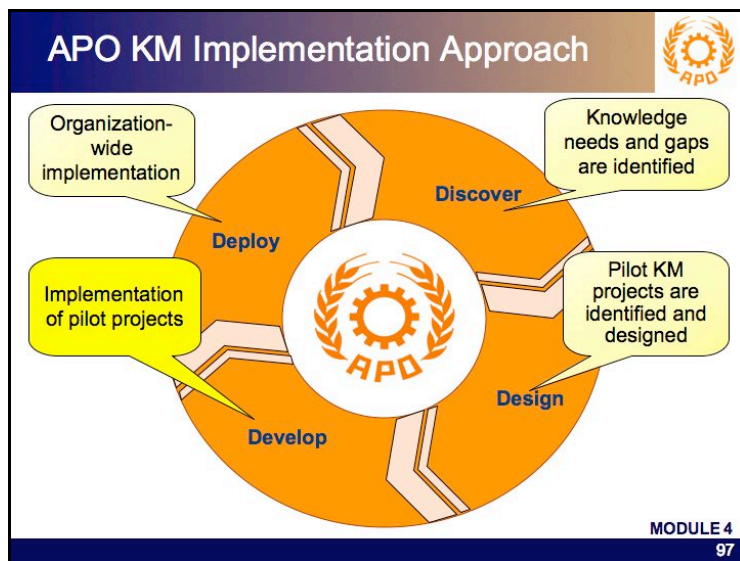 APO KM Implementation Approach
APO
Organization-
wide
implementation
Knowledge
needs and gaps
are identified
Discover
Deploy
Implementation
of pilot projects
Pilot KM
projects are
identified and
designed
APO
Design
Develop
MODULE 4
97